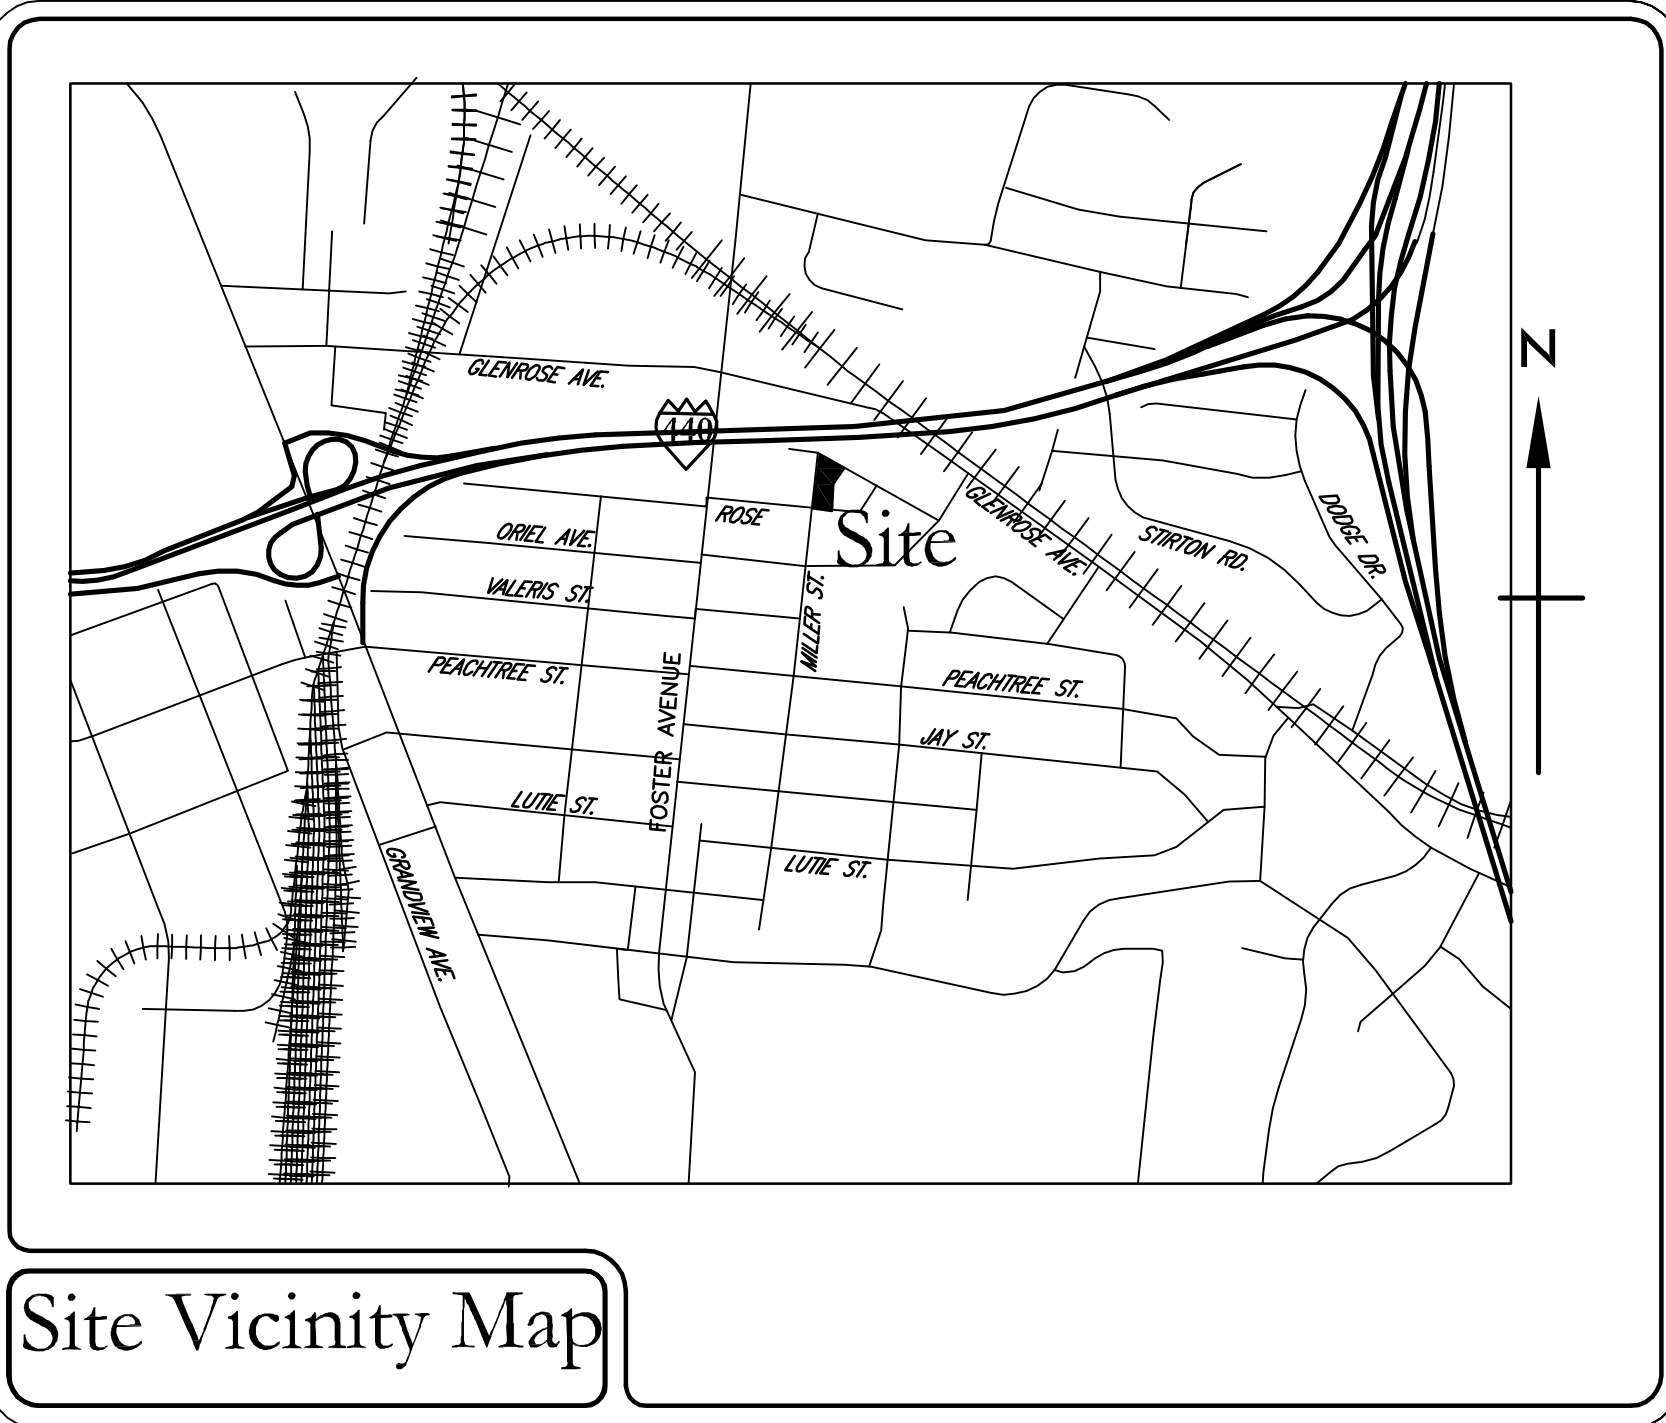 N
GLENROSE AVE.
440
ROSE
Site
ORIEL AVE.
GLENROSE AVE.
STIRTON RD.
DODGE DR.
VALERIS ST.
MILLER ST.
PEACHTREE ST.
FOSTER AVENUE
PEACHTREE ST.
JAY ST.
LUTIE ST.
LUTIE ST.
GRANDVIEW AVE.
Site Vicinity Map